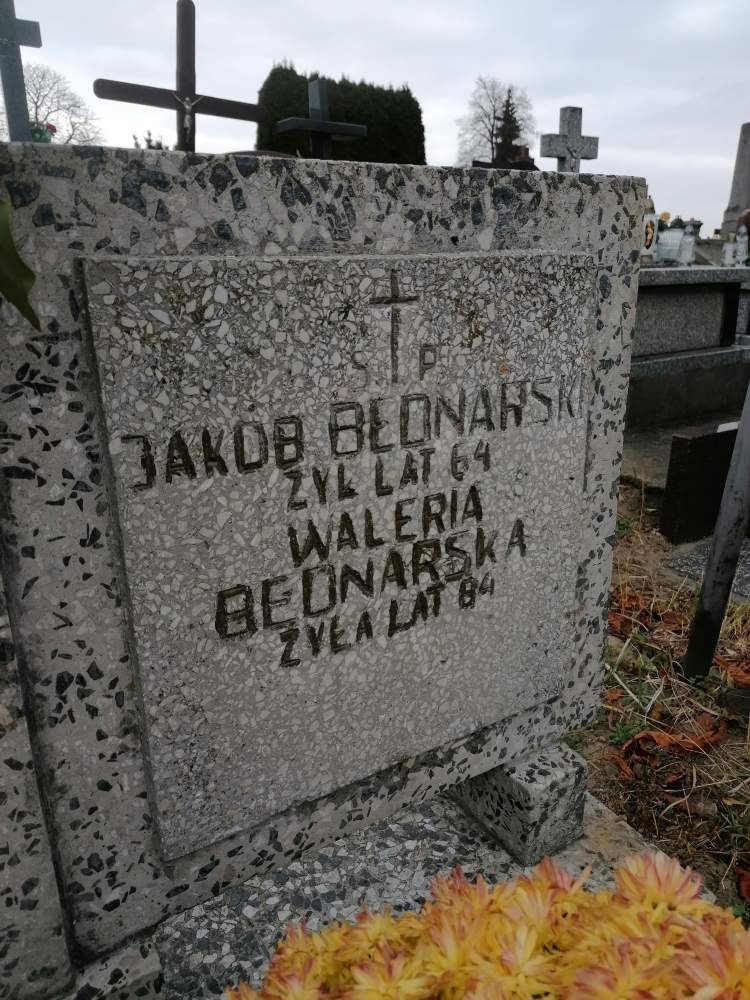 S P
JAKÓB BEDNARSKI
ŻYŁ LAT 64
WALERIA
BEDNARSKA
ŻYŁA LAT 84